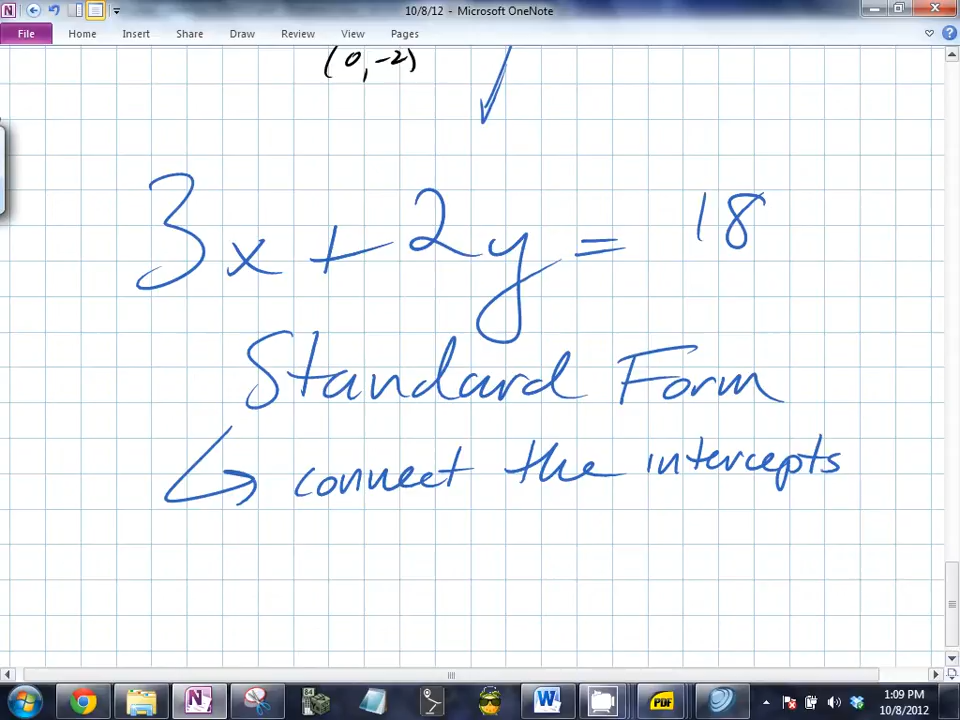 10/8/12 - Microsoft OneNote
File Home Insert Share Draw Review View Pages
(0, -2)
3x + 2y = 18
Standard Form
↳ connect the intercepts
1:09 PM
10/8/2012